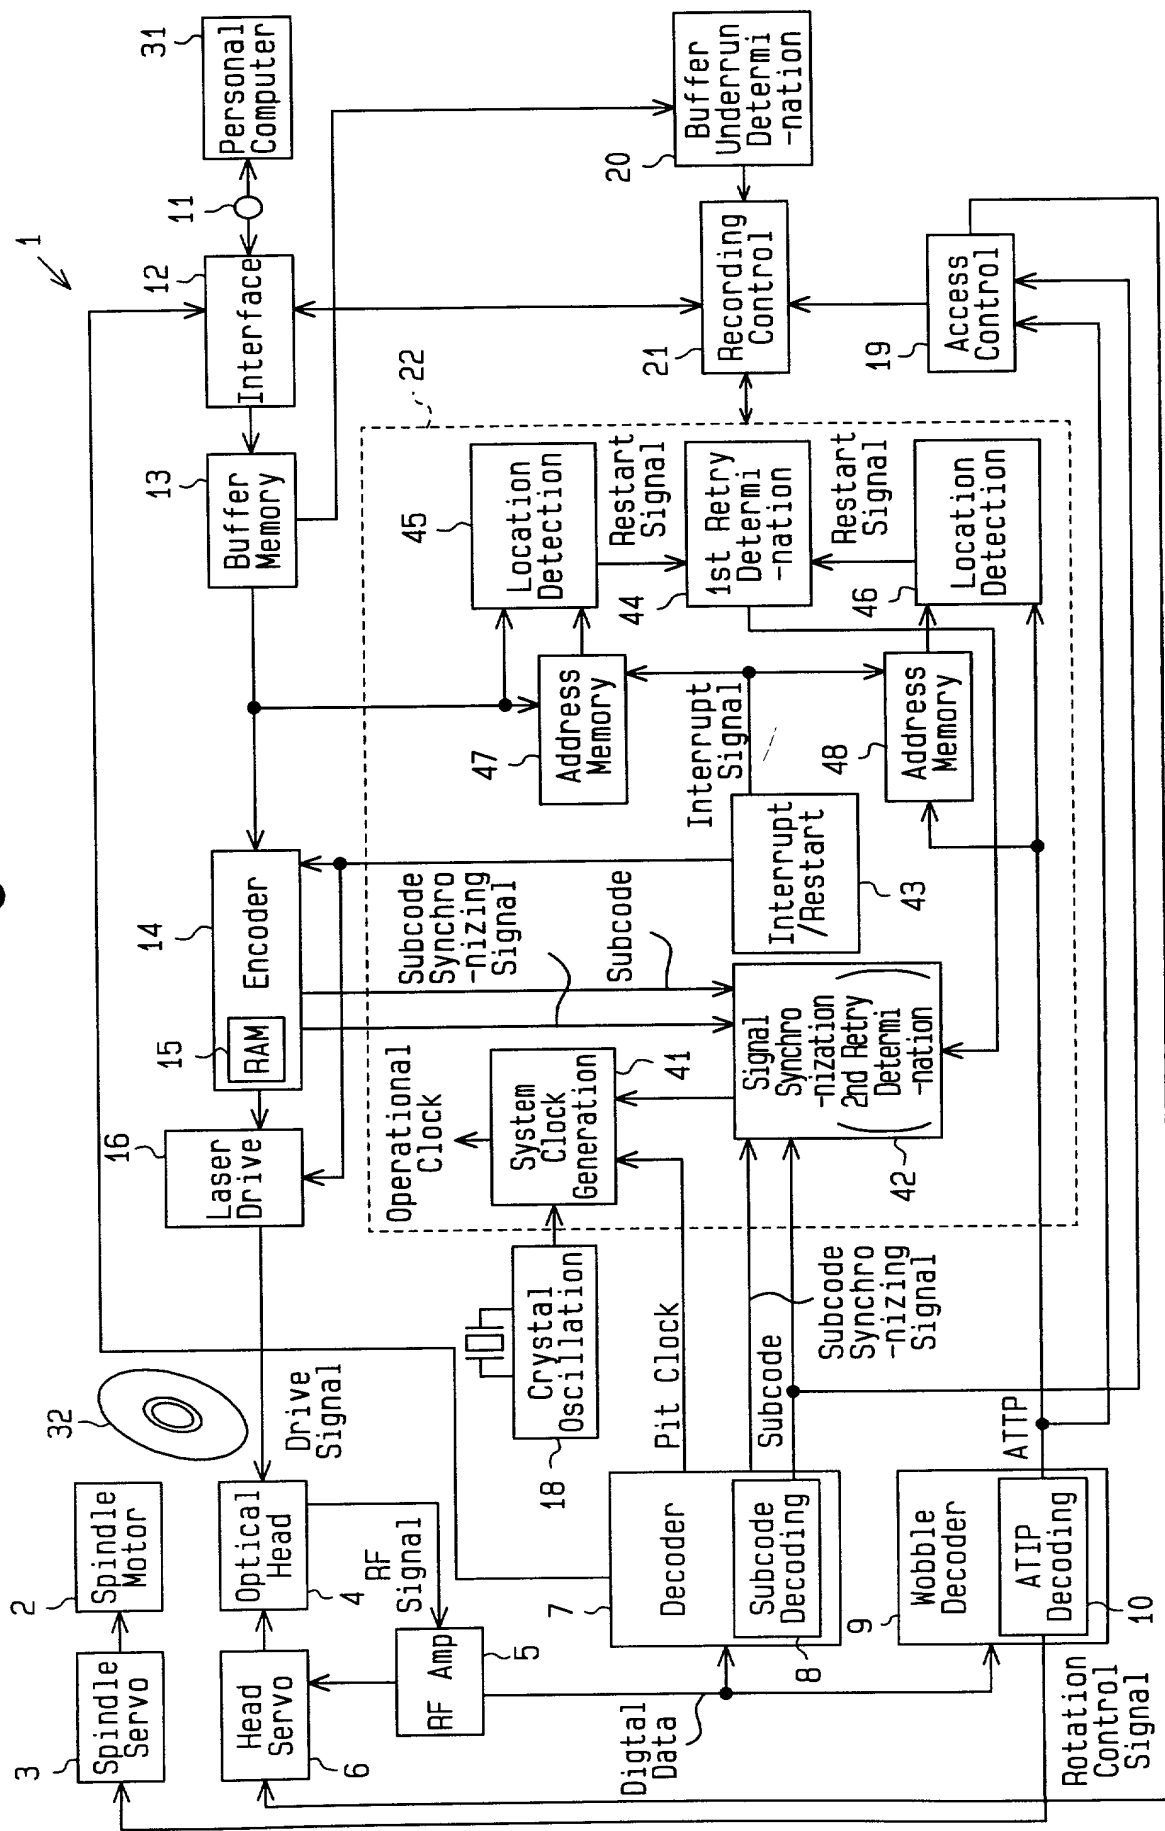 1
3
Spindle
Servo
2
Spindle
Motor
32
16
Laser
Drive
14
15
RAM
Encoder
13
Buffer
Memory
12
Interface
11
31
Personal
Computer
Head
Servo
6
Optical
Head
4
Drive
Signal
RF
Signal
RF Amp
5
Digtal
Data
18
Crystal
Oscillation
Operational
Clock
System
Clock
Generation
41
Subcode
Synchro
-nizing
Signal
Subcode
22
45
Location
Detection
Restart
Signal
47
Address
Memory
Interrupt
Signal
44
1st Retry
Determi
-nation
Restart
Signal
46
Location
Detection
48
Address
Memory
Interrupt
/Restart
43
Signal
Synchro
-nization
2nd Retry
Determi
-nation
42
20
Buffer
Underrun
Determi
-nation
21
Recording
Control
19
Access
Control
7
Decoder
Subcode
Decoding
8
Pit Clock
Subcode
Subcode
Synchro
-nizing
Signal
9
Wobble
Decoder
ATIP
Decoding
10
ATTP
Rotation
Control
Signal